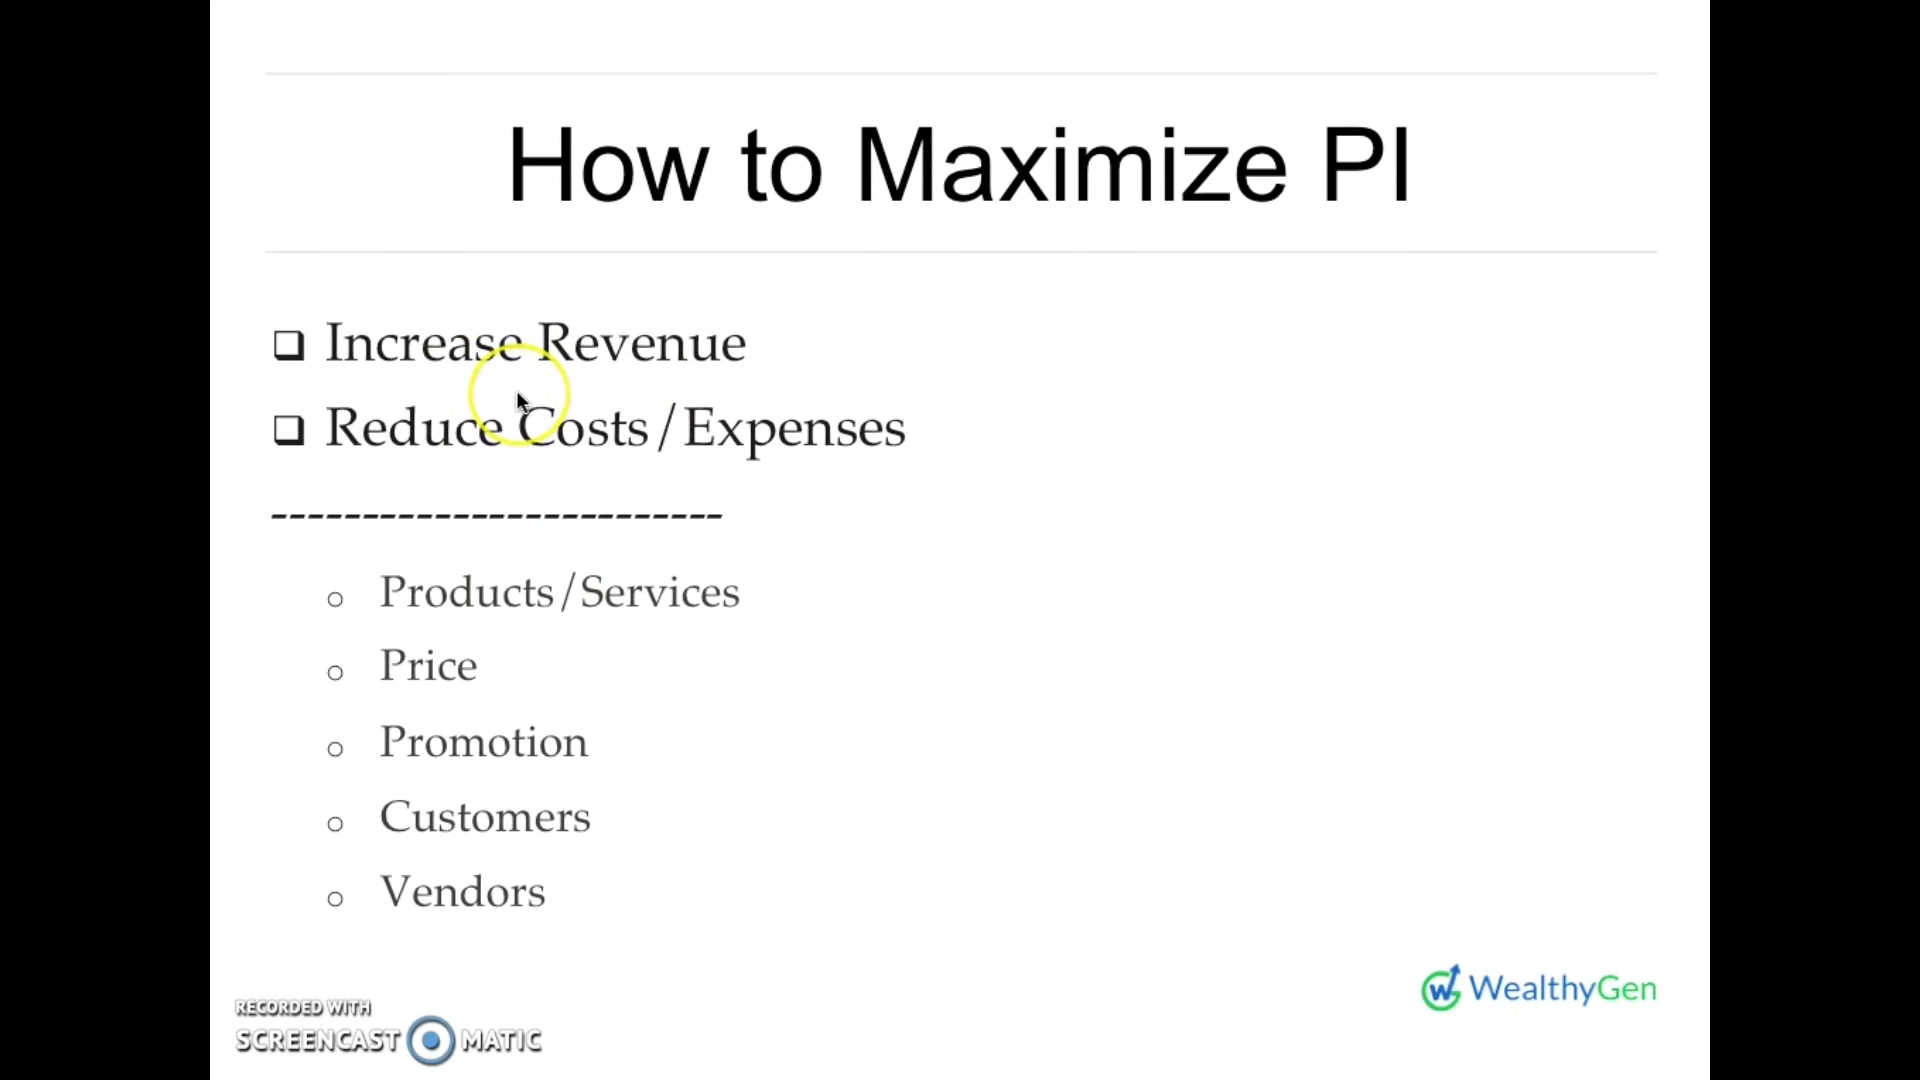 How to Maximize PI
❑ Increase Revenue
❑ Reduce Costs/Expenses
-------------------------
o Products/Services
o Price
o Promotion
o Customers
o Vendors
WealthyGen
RECORDED WITH
SCREENCAST MATIC